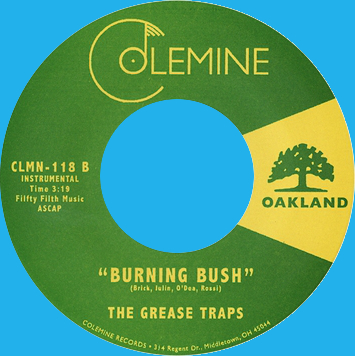 COLEMINE
CLMN-118 B
INSTRUMENTAL
Time 3:19
Fiffty Filth Music
ASCAP
OAKLAND
"BURNING BUSH"
(Brick, Julin, O'Doa, Rossi)
THE GREASE TRAPS
COLEMINE RECORDS • 314 Regent Dr., Middletown, OH 45044